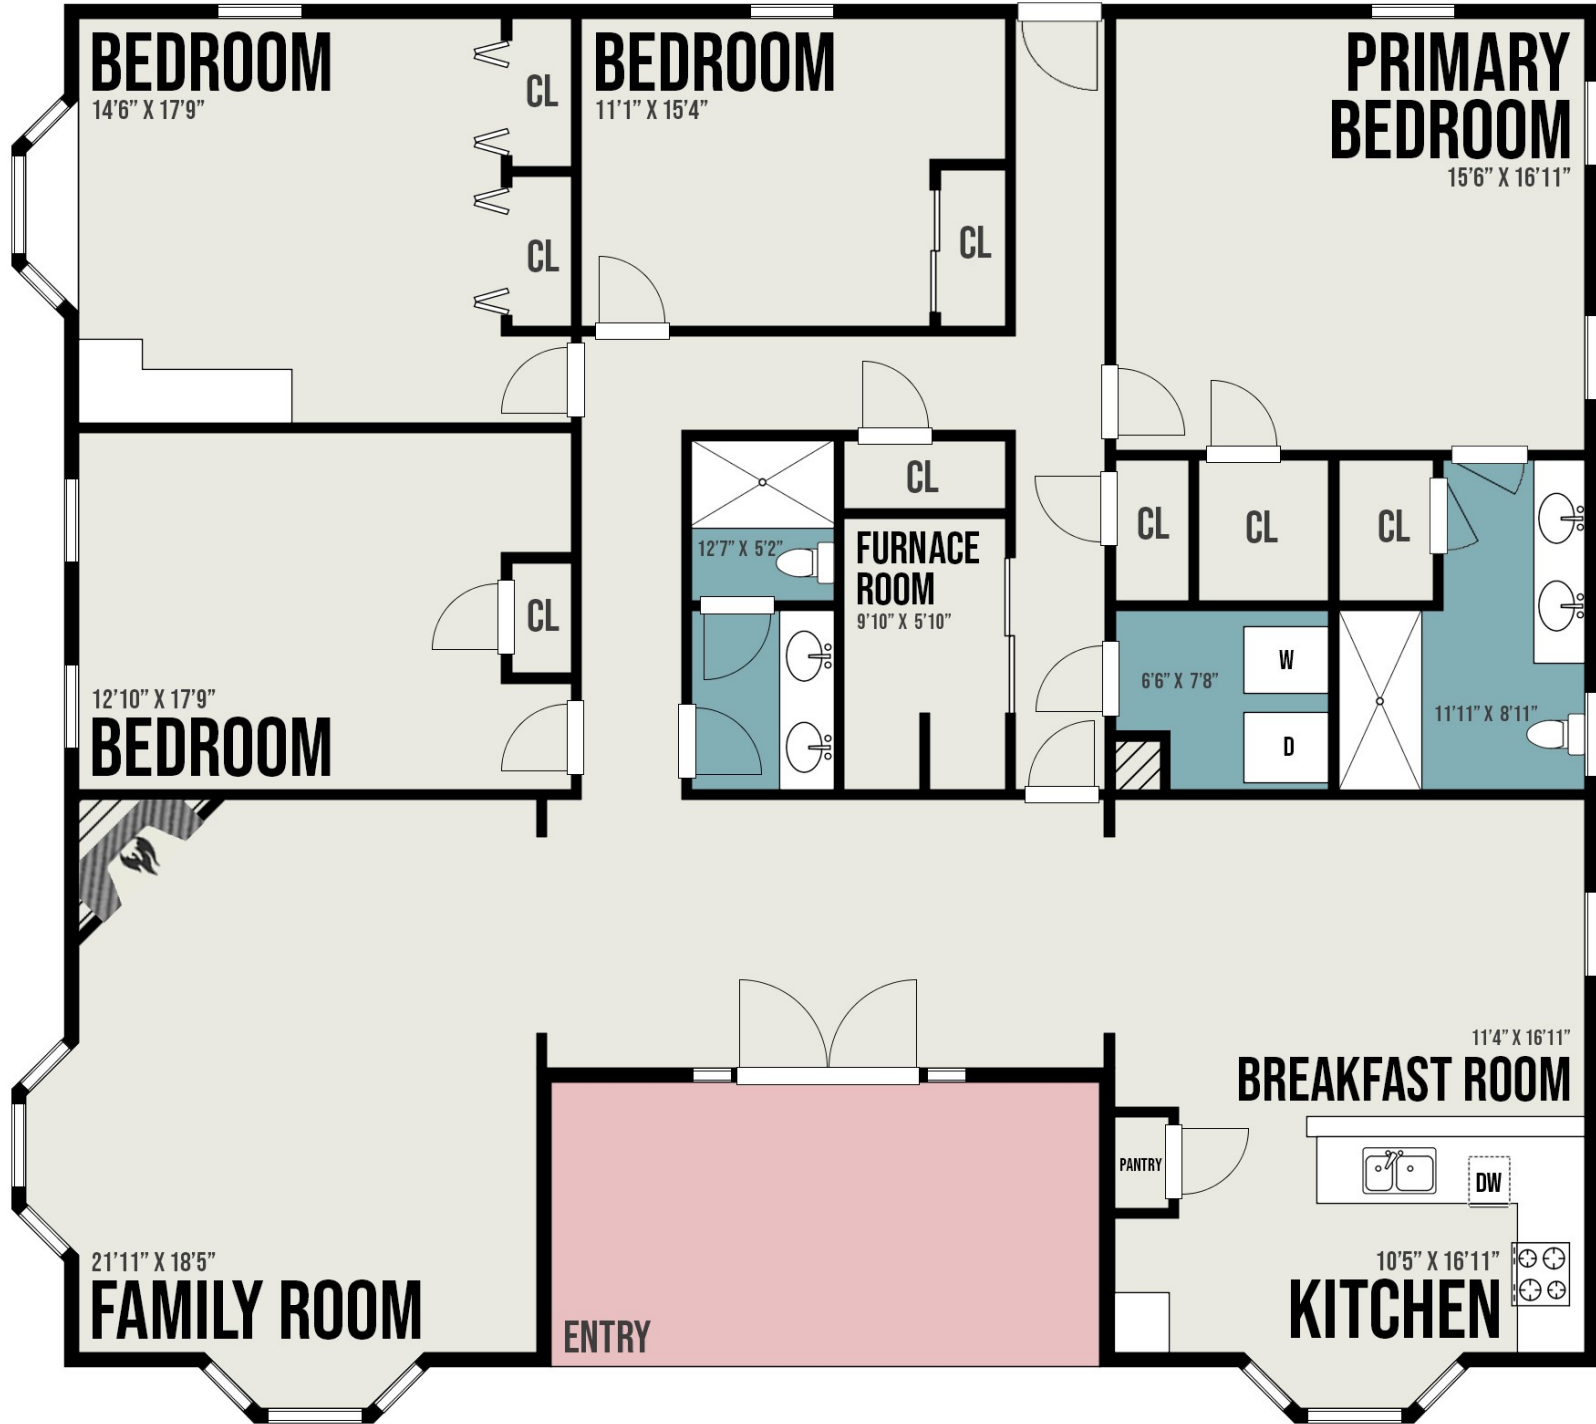 BEDROOM
14'6" X 17'9"
CL
CL
BEDROOM
11'1" X 15'4"
CL
PRIMARY
BEDROOM
15'6" X 16'11"
12'10" X 17'9"
BEDROOM
CL
12'7" X 5'2"
CL
FURNACE
ROOM
9'10" X 5'10"
CL
CL
CL
6'6" X 7'8"
W
D
11'11" X 8'11"
21'11" X 18'5"
FAMILY ROOM
ENTRY
11'4" X 16'11"
BREAKFAST ROOM
PANTRY
DW
10'5" X 16'11"
KITCHEN